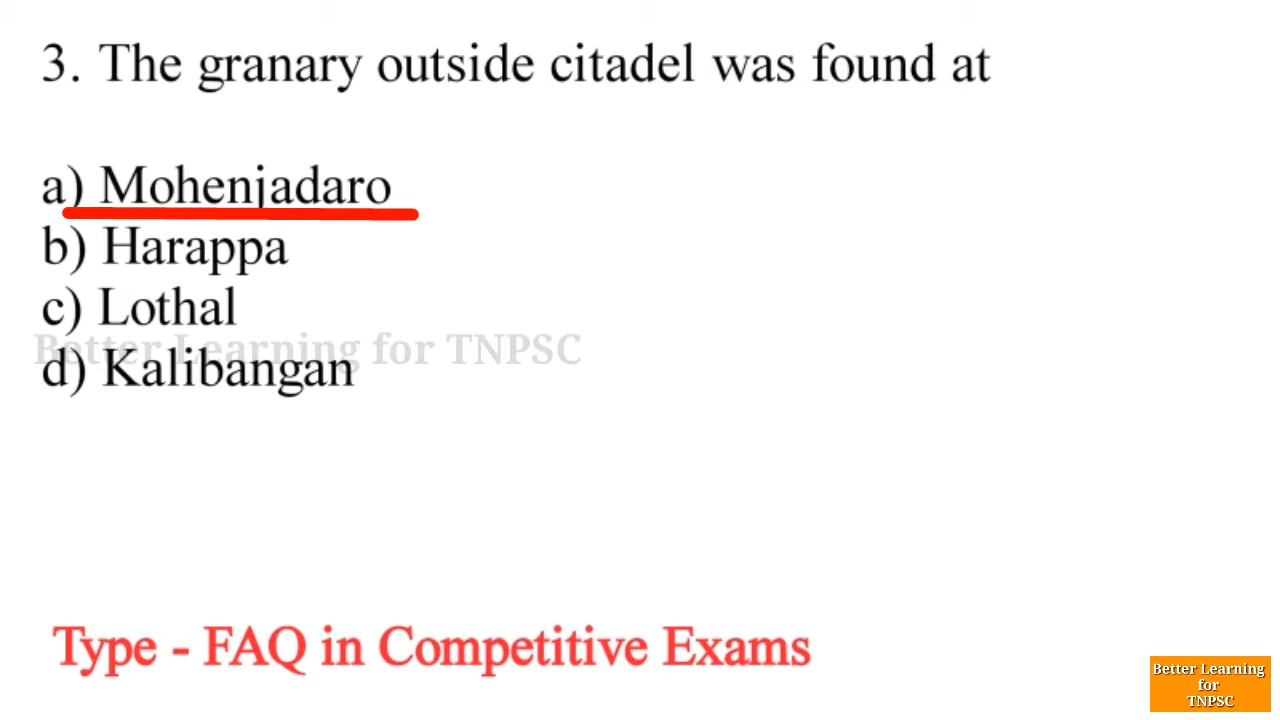 3. The granary outside citadel was found at
a) Mohenjadaro
b) Harappa
c) Lothal
Better Learning for TNPSC
d) Kalibangan
Type - FAQ in Competitive Exams
Better Learning
for
TNPSC